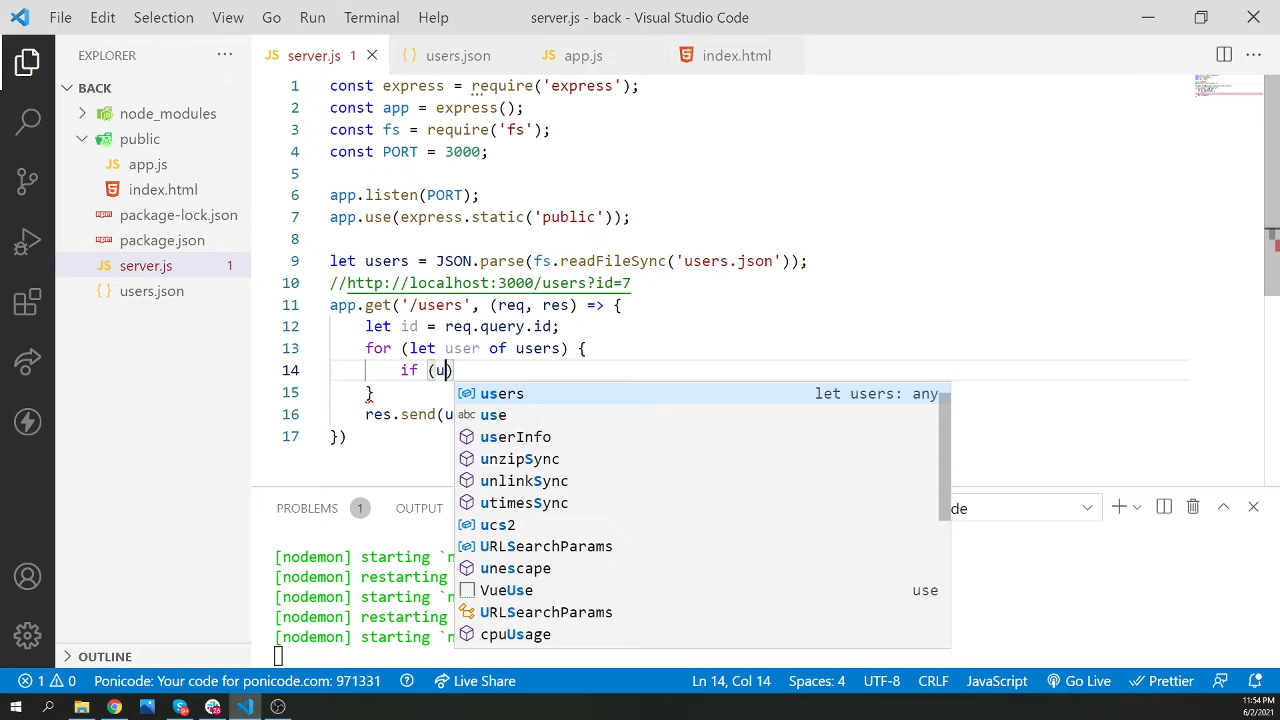 File Edit Selection View Go Run Terminal Help server.js - back - Visual Studio Code
EXPLORER ···
JS server.js 1
{} users.json
JS app.js
index.html
BACK
node_modules
public
JS app.js
index.html
package-lock.json
package.json
JS server.js 1
{} users.json
OUTLINE
1 const express = require('express');
2 const app = express();
3 const fs = require('fs');
4 const PORT = 3000;
5
6 app.listen(PORT);
7 app.use(express.static('public'));
8
9 let users = JSON.parse(fs.readFileSync('users.json'));
10 //http://localhost:3000/users?id=7
11 app.get('/users', (req, res) => {
12 let id = req.query.id;
13 for (let user of users) {
14 if (u)
15 }
16 res.send(u
17 })
users let users: any
abc use
userInfo
unzipSync
unlinkSync
utimesSync
ucs2
URLSearchParams
unescape
VueUse use
URLSearchParams
cpuUsage
PROBLEMS 1 OUTPUT de
[nodemon] starting `n
[nodemon] restarting
[nodemon] starting `n
[nodemon] restarting
[nodemon] starting `n
1 0 Ponicode: Your code for ponicode.com: 971331 Live Share Ln 14, Col 14 Spaces: 4 UTF-8 CRLF JavaScript Go Live Prettier
26
11:54 PM
6/2/2021